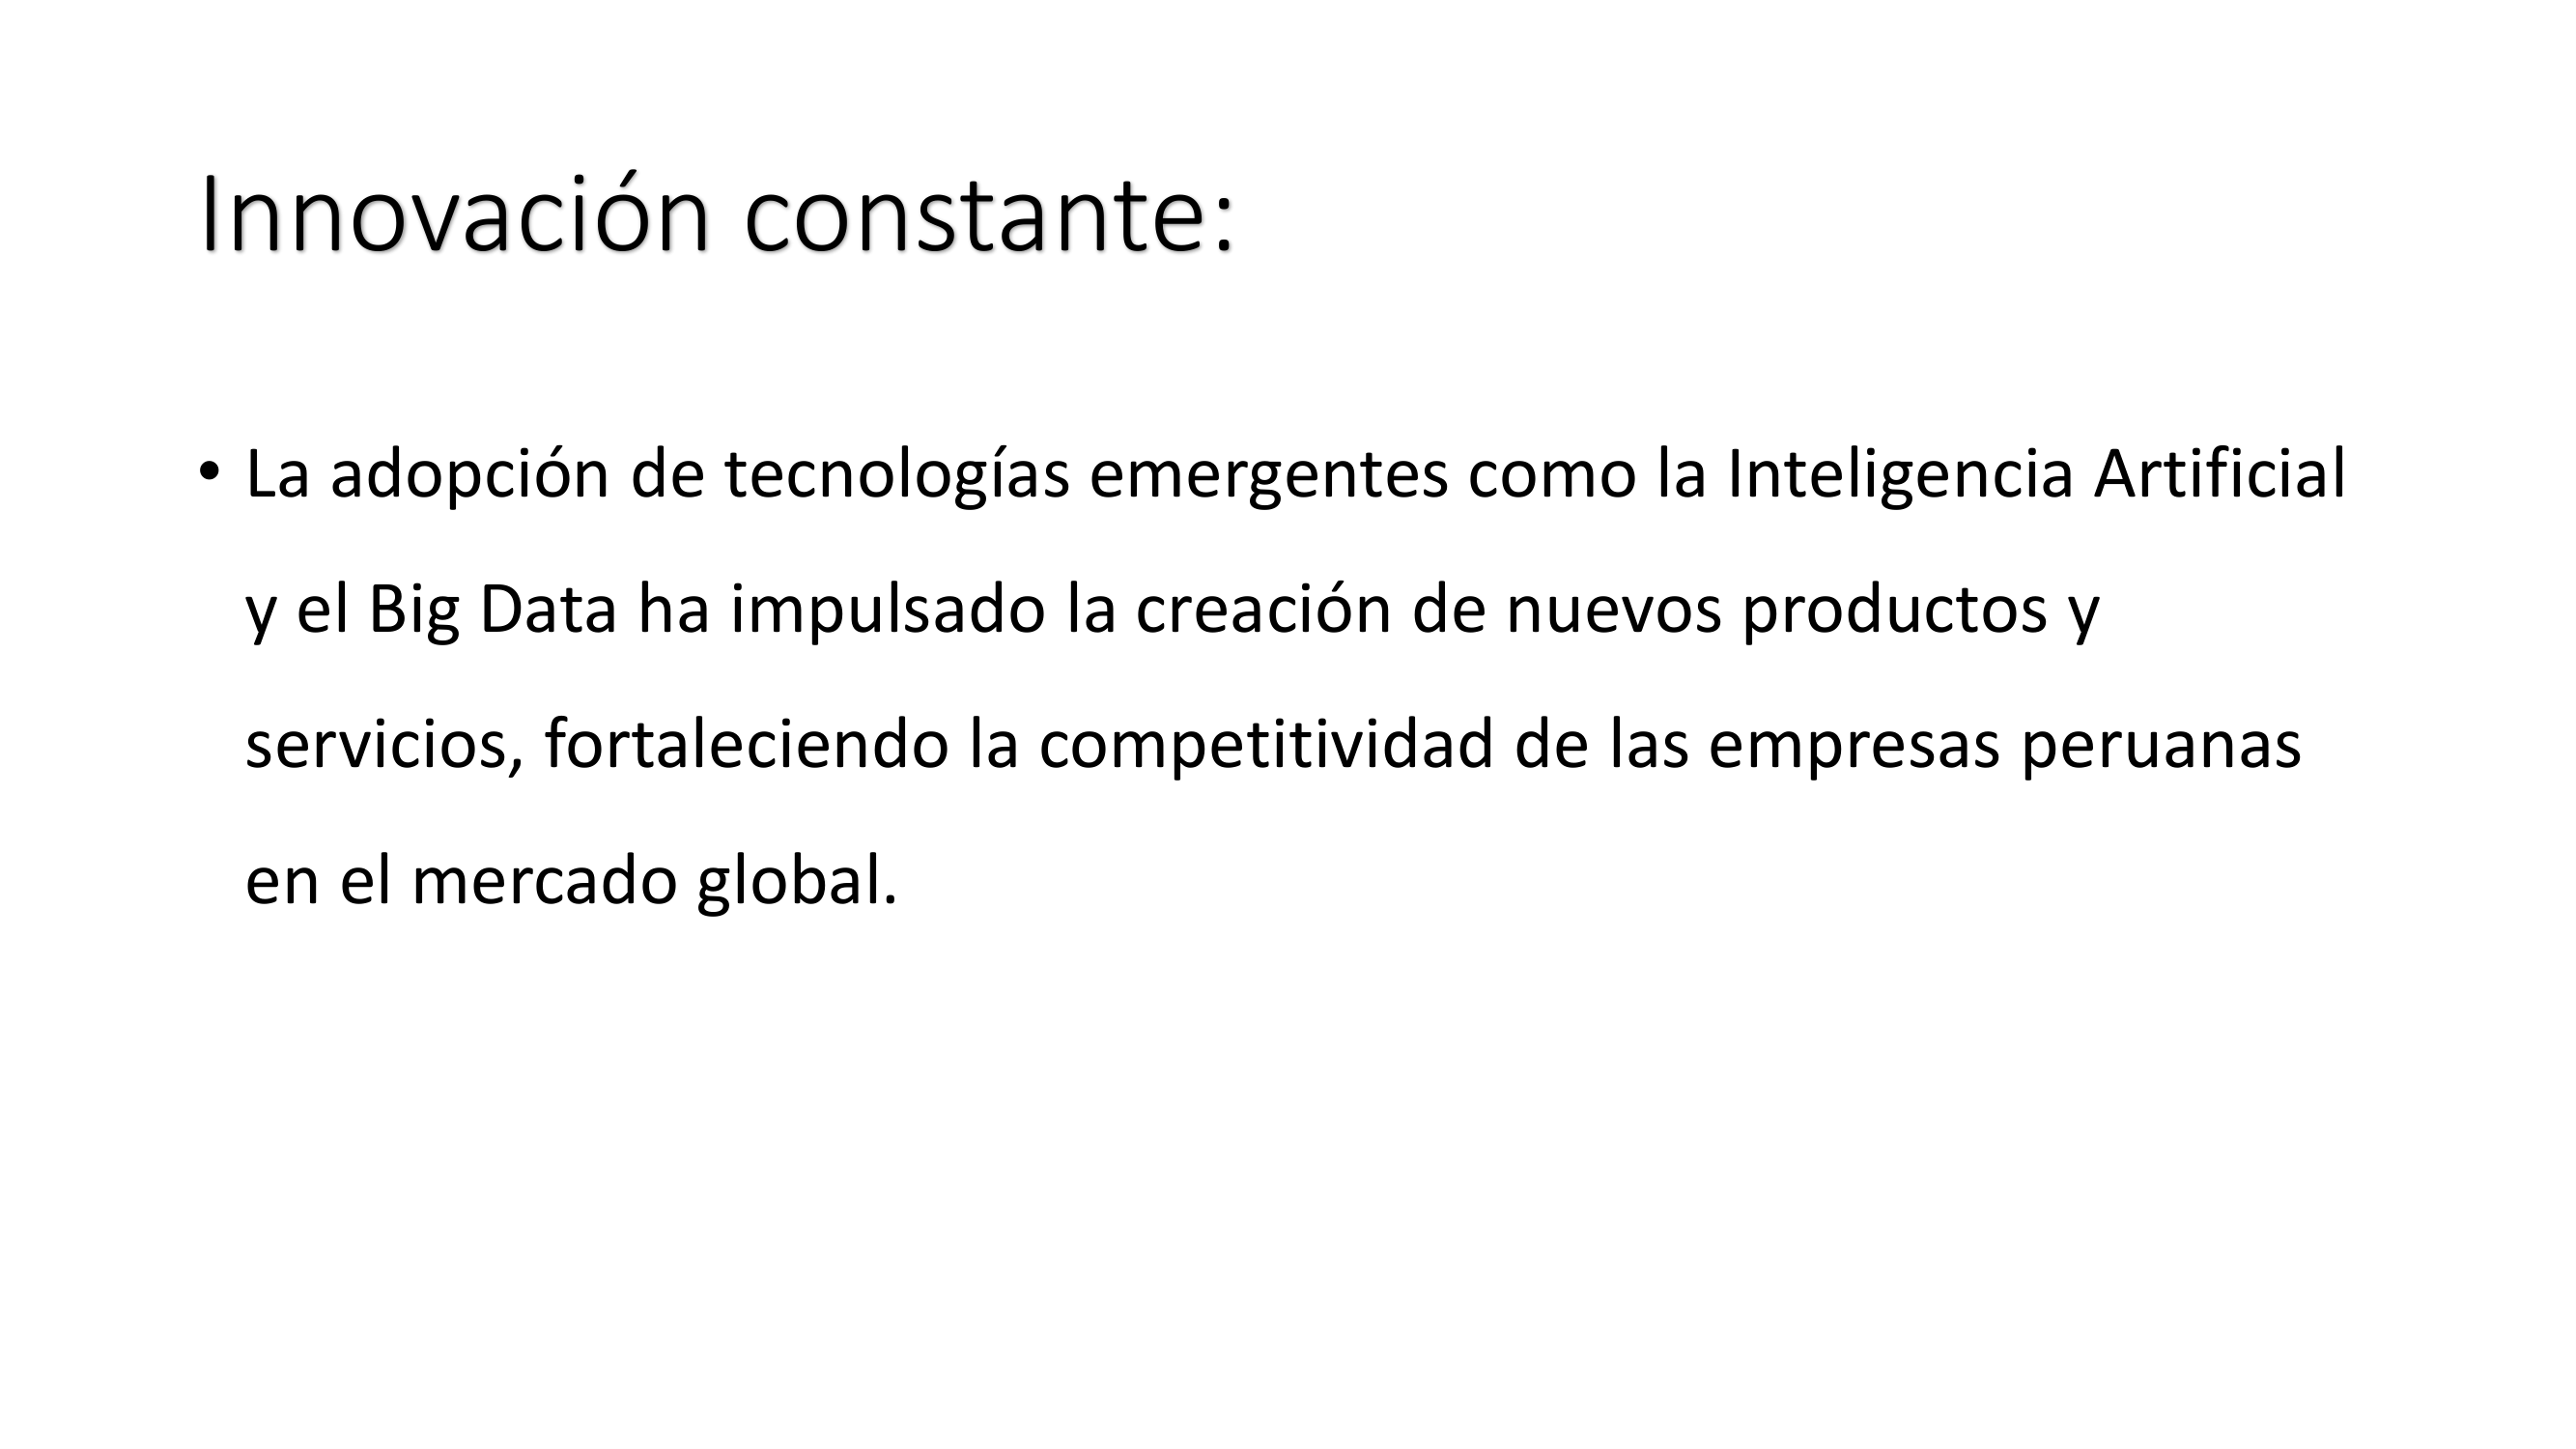 Innovación constante:
• La adopción de tecnologías emergentes como la Inteligencia Artificial
y el Big Data ha impulsado la creación de nuevos productos y
servicios, fortaleciendo la competitividad de las empresas peruanas
en el mercado global.